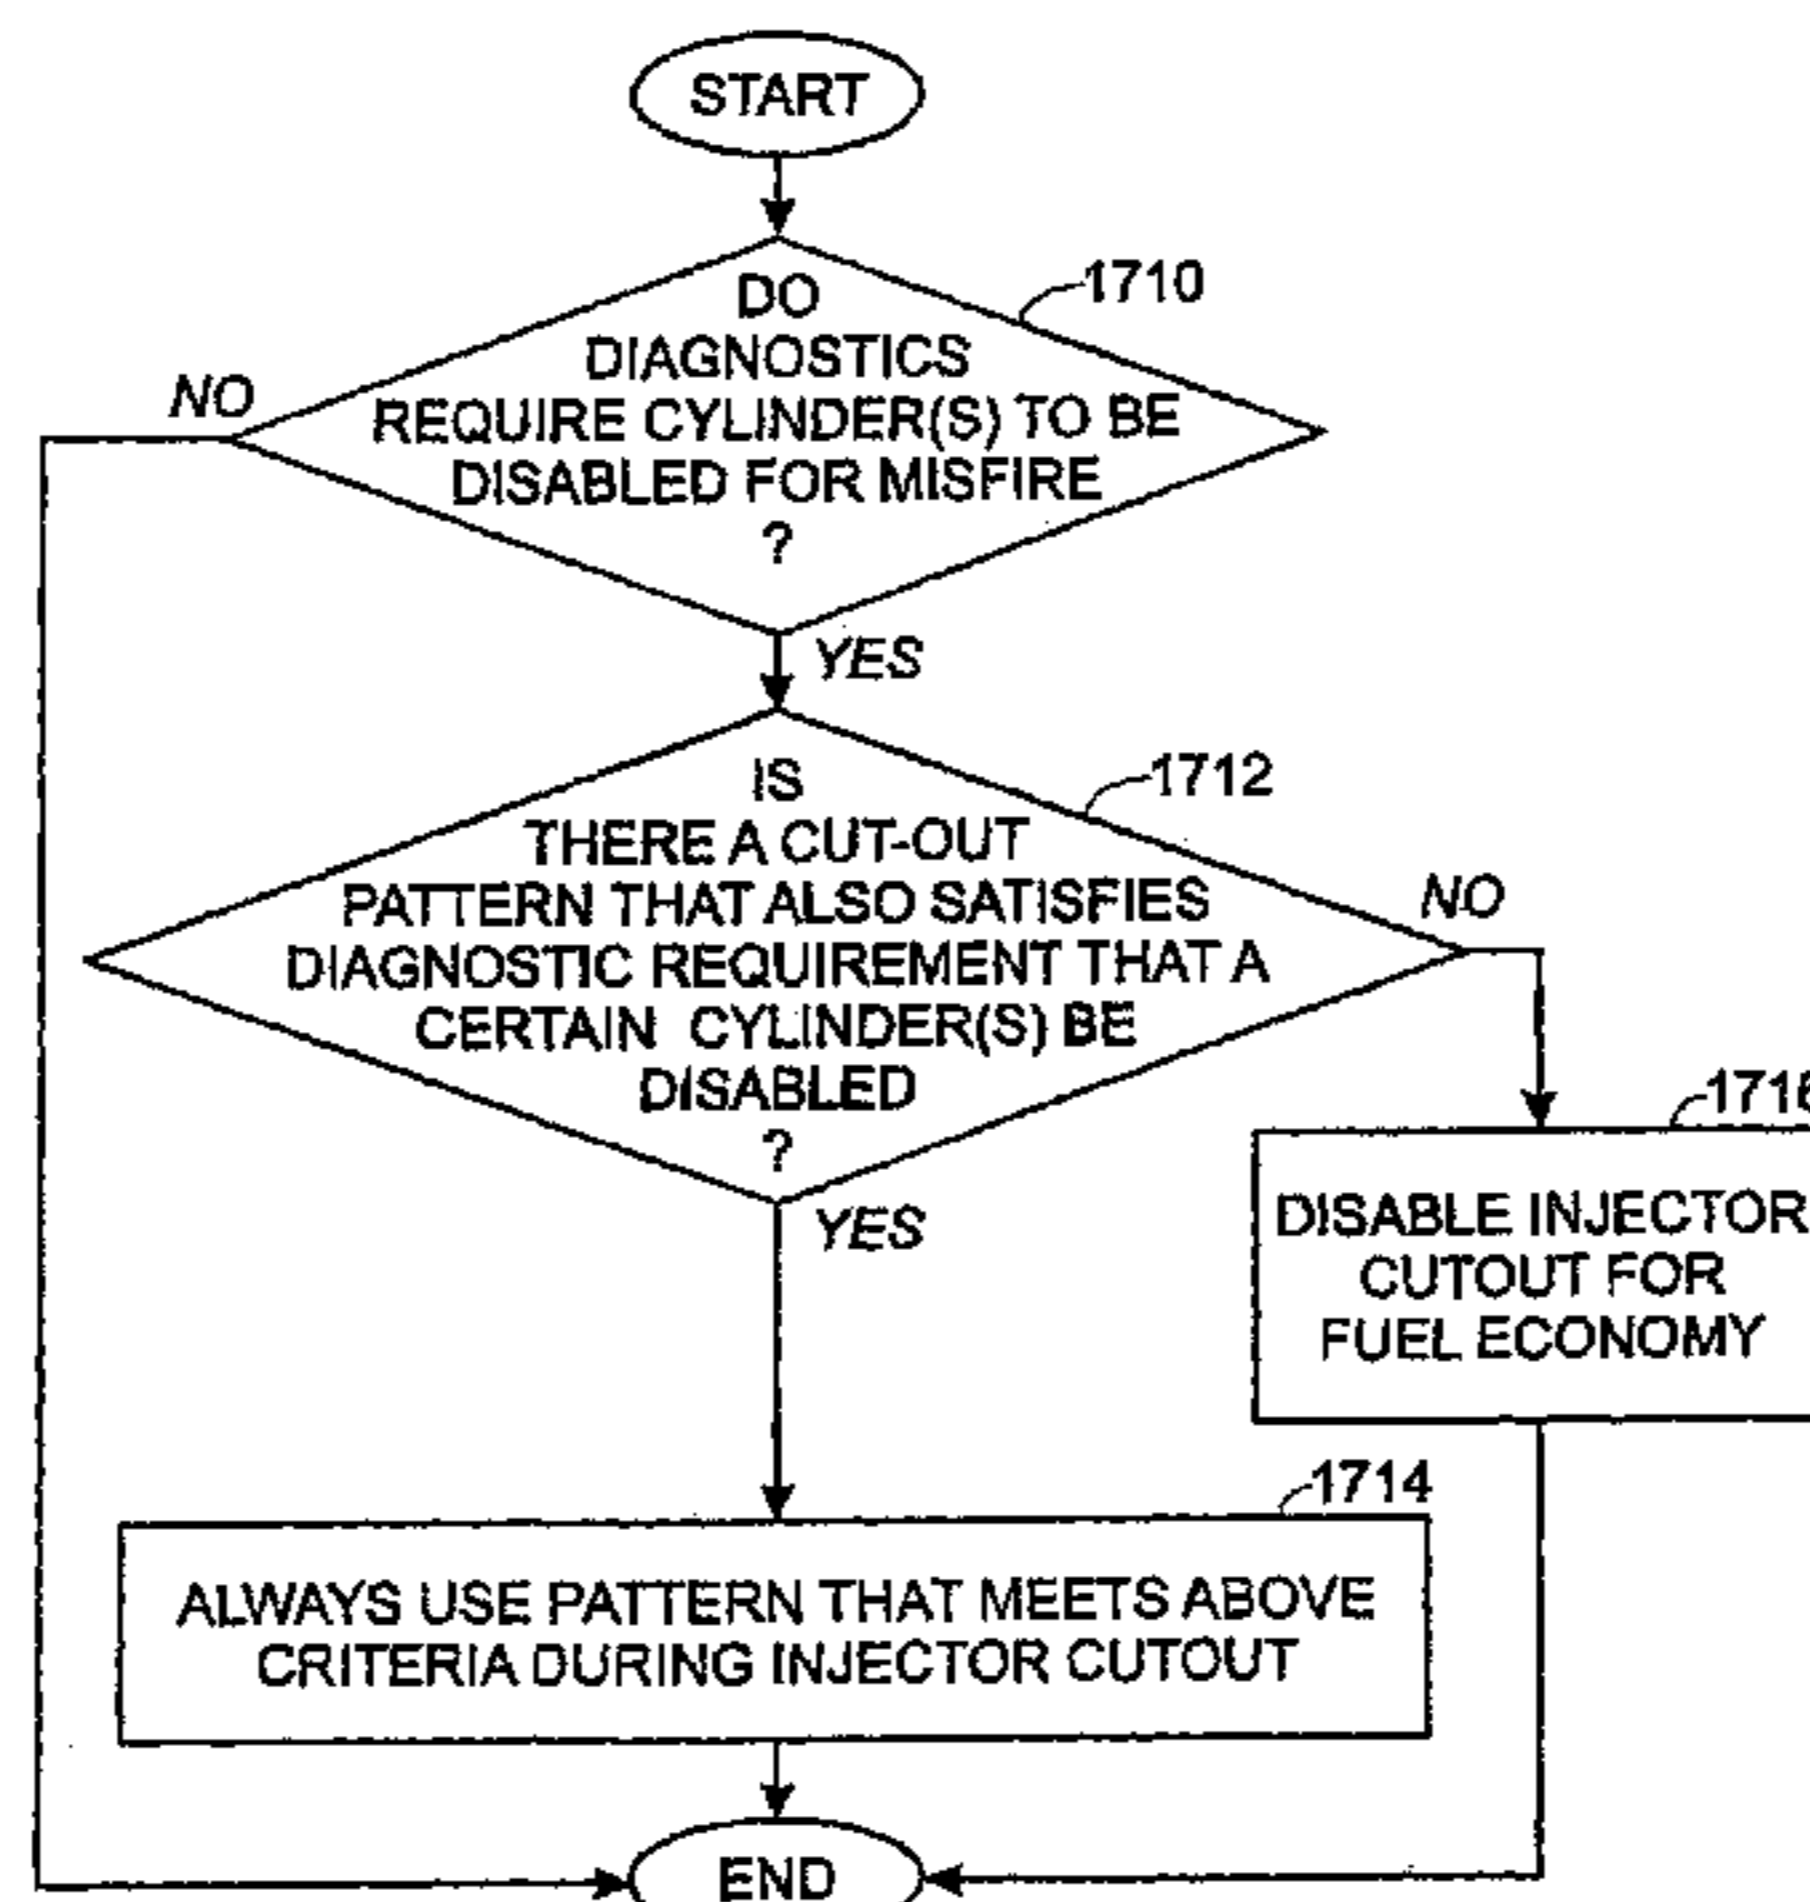 START
DO
DIAGNOSTICS
REQUIRE CYLINDER(S) TO BE
DISABLED FOR MISFIRE
?
1710
NO
YES
IS
THERE A CUT-OUT
PATTERN THAT ALSO SATISFIES
DIAGNOSTIC REQUIREMENT THAT A
CERTAIN CYLINDER(S) BE
DISABLED
?
1712
NO
YES
1716
DISABLE INJECTOR
CUTOUT FOR
FUEL ECONOMY
1714
ALWAYS USE PATTERN THAT MEETS ABOVE
CRITERIA DURING INJECTOR CUTOUT
END